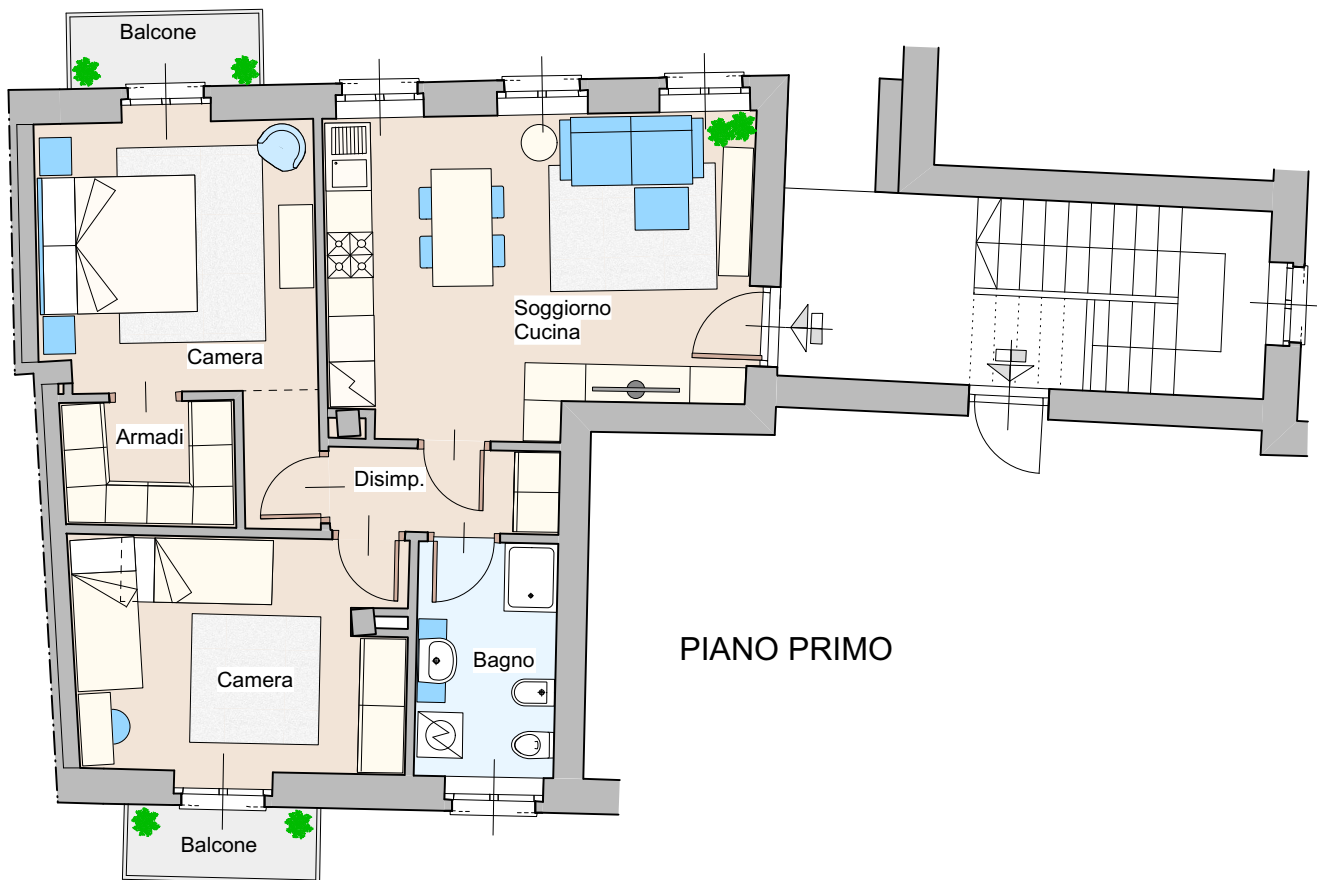 Balcone
Soggiorno
Cucina
Camera
Armadi
Disimp.
PIANO PRIMO
Bagno
Camera
Balcone